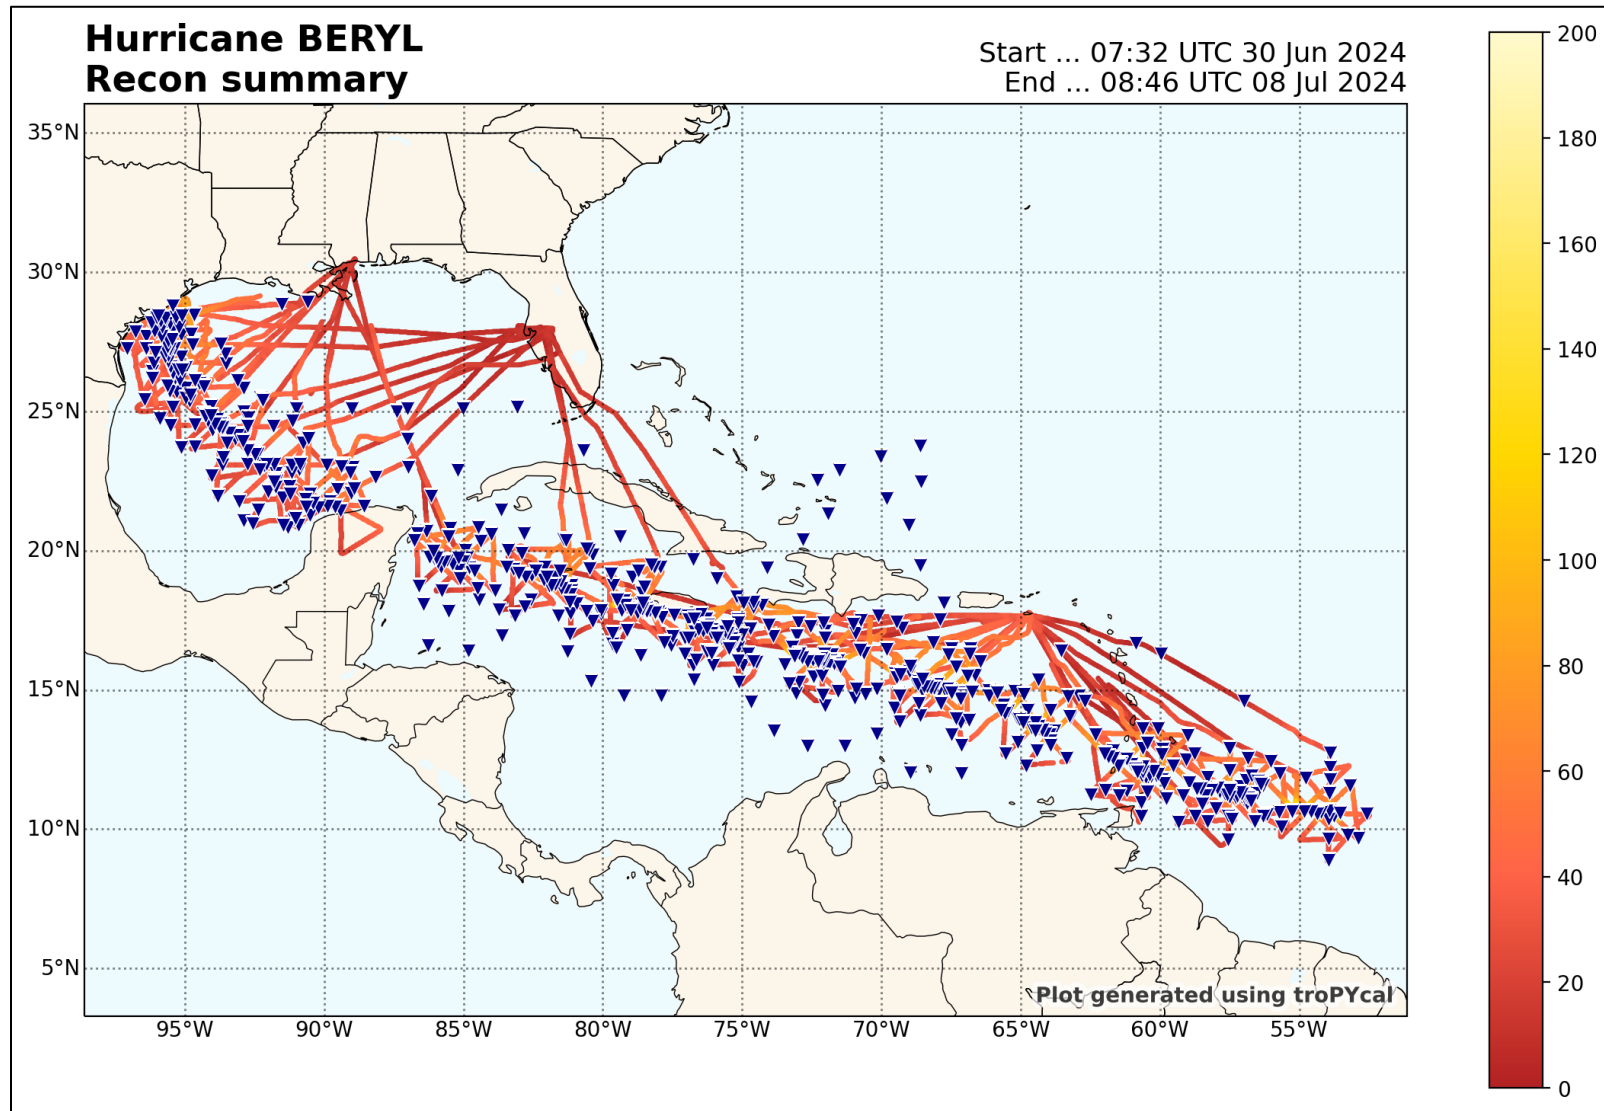 Hurricane BERYL
Recon summary
Start ... 07:32 UTC 30 Jun 2024
End ... 08:46 UTC 08 Jul 2024
35°N
30°N
25°N
20°N
15°N
10°N
5°N
95°W
90°W
85°W
80°W
75°W
70°W
65°W
60°W
55°W
Plot generated using troPYcal
200
180
160
140
120
100
80
60
40
20
0